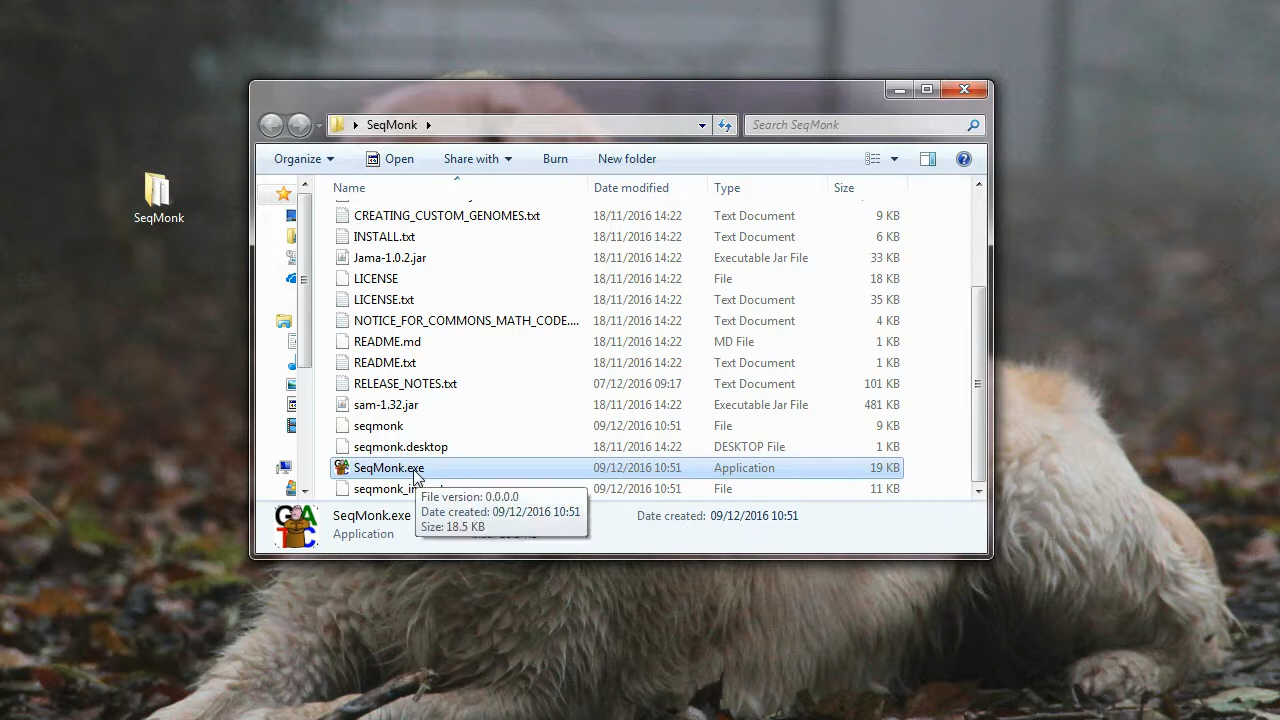 SeqMonk
SeqMonk
Search SeqMonk
Organize Open Share with Burn New folder
Name Date modified Type Size
CREATING_CUSTOM_GENOMES.txt 18/11/2016 14:22 Text Document 9 KB
INSTALL.txt 18/11/2016 14:22 Text Document 6 KB
Jama-1.0.2.jar 18/11/2016 14:22 Executable Jar File 33 KB
LICENSE 18/11/2016 14:22 File 18 KB
LICENSE.txt 18/11/2016 14:22 Text Document 35 KB
NOTICE_FOR_COMMONS_MATH_CODE.... 18/11/2016 14:22 Text Document 4 KB
README.md 18/11/2016 14:22 MD File 1 KB
README.txt 18/11/2016 14:22 Text Document 1 KB
RELEASE_NOTES.txt 07/12/2016 09:17 Text Document 101 KB
sam-1.32.jar 18/11/2016 14:22 Executable Jar File 481 KB
seqmonk 09/12/2016 10:51 File 9 KB
seqmonk.desktop 18/11/2016 14:22 DESKTOP File 1 KB
SeqMonk.exe 09/12/2016 10:51 Application 19 KB
09/12/2016 10:51 File 11 KB
File version: 0.0.0.0
Date created: 09/12/2016 10:51
Size: 18.5 KB
GATC
SeqMonk.exe
Date created: 09/12/2016 10:51
Application